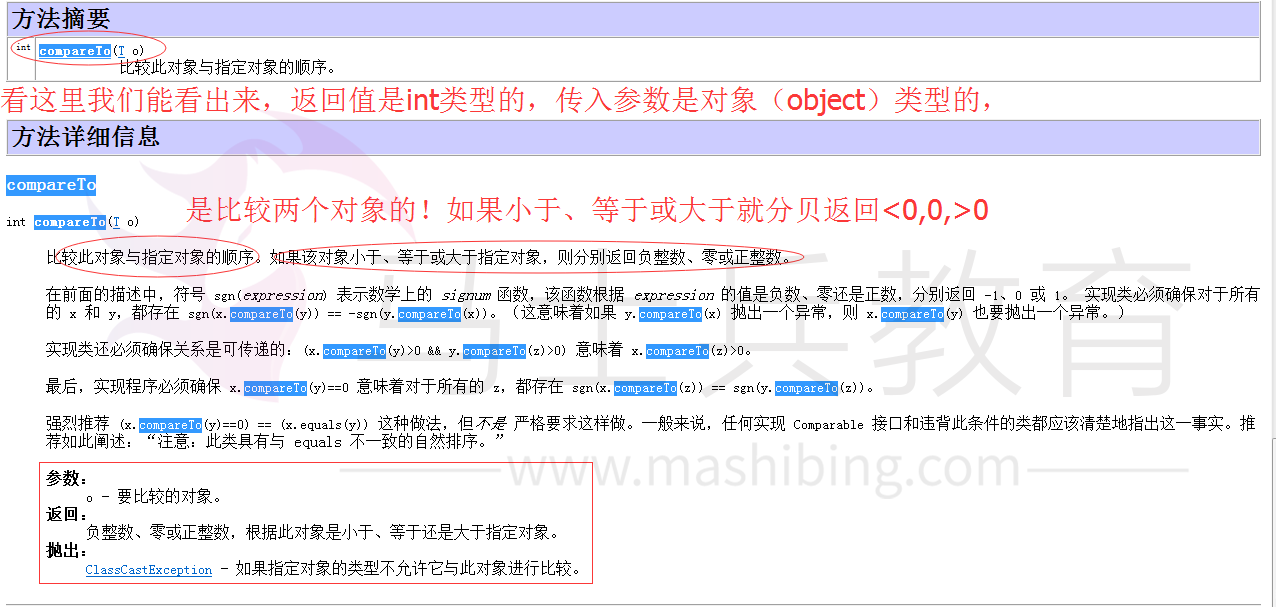 方法摘要
int compareTo(T o)
比较此对象与指定对象的顺序。
看这里我们能看出来，返回值是int类型的，传入参数是对象（object）类型的，
方法详细信息
compareTo
是比较两个对象的！如果小于、等于或大于就分贝返回<0,0,>0
int compareTo(T o)
比较此对象与指定对象的顺序。如果该对象小于、等于或大于指定对象，则分别返回负整数、零或正整数。
在前面的描述中，符号 sgn(expression) 表示数学上的 signum 函数，该函数根据 expression 的值是负数、零还是正数，分别返回 -1、0 或 1。 实现类必须确保对于所有
的 x 和 y，都存在 sgn(x.compareTo(y)) == -sgn(y.compareTo(x))。（这意味着如果 y.compareTo(x) 抛出一个异常，则 x.compareTo(y) 也要抛出一个异常。）
实现类还必须确保关系是可传递的：(x.compareTo(y)>0 && y.compareTo(z)>0) 意味着 x.compareTo(z)>0。
最后，实现程序必须确保 x.compareTo(y)==0 意味着对于所有的 z，都存在 sgn(x.compareTo(z)) == sgn(y.compareTo(z))。
强烈推荐 (x.compareTo(y)==0) == (x.equals(y)) 这种做法，但不是 严格要求这样做。一般来说，任何实现 Comparable 接口和违背此条件的类都应该清楚地指出这一事实。推
荐如此阐述：“注意：此类具有与 equals 不一致的自然排序。”
参数：
o - 要比较的对象。
返回：
负整数、零或正整数，根据此对象是小于、等于还是大于指定对象。
抛出：
ClassCastException - 如果指定对象的类型不允许它与此对象进行比较。
马士兵教育
www.mashibing.com